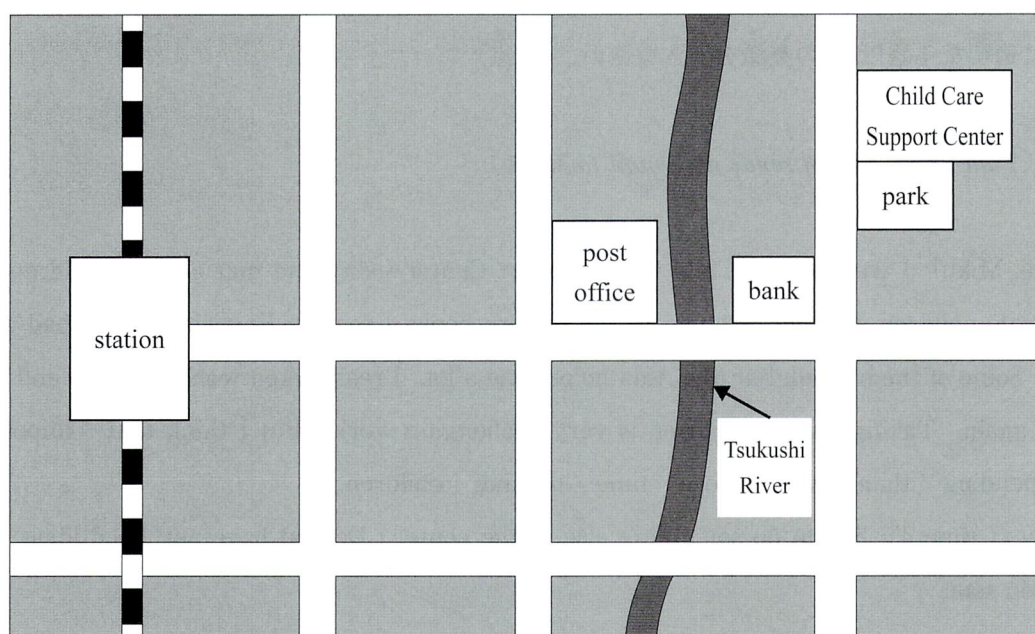 Child Care
Support Center
park
post
office
bank
station
Tsukushi
River